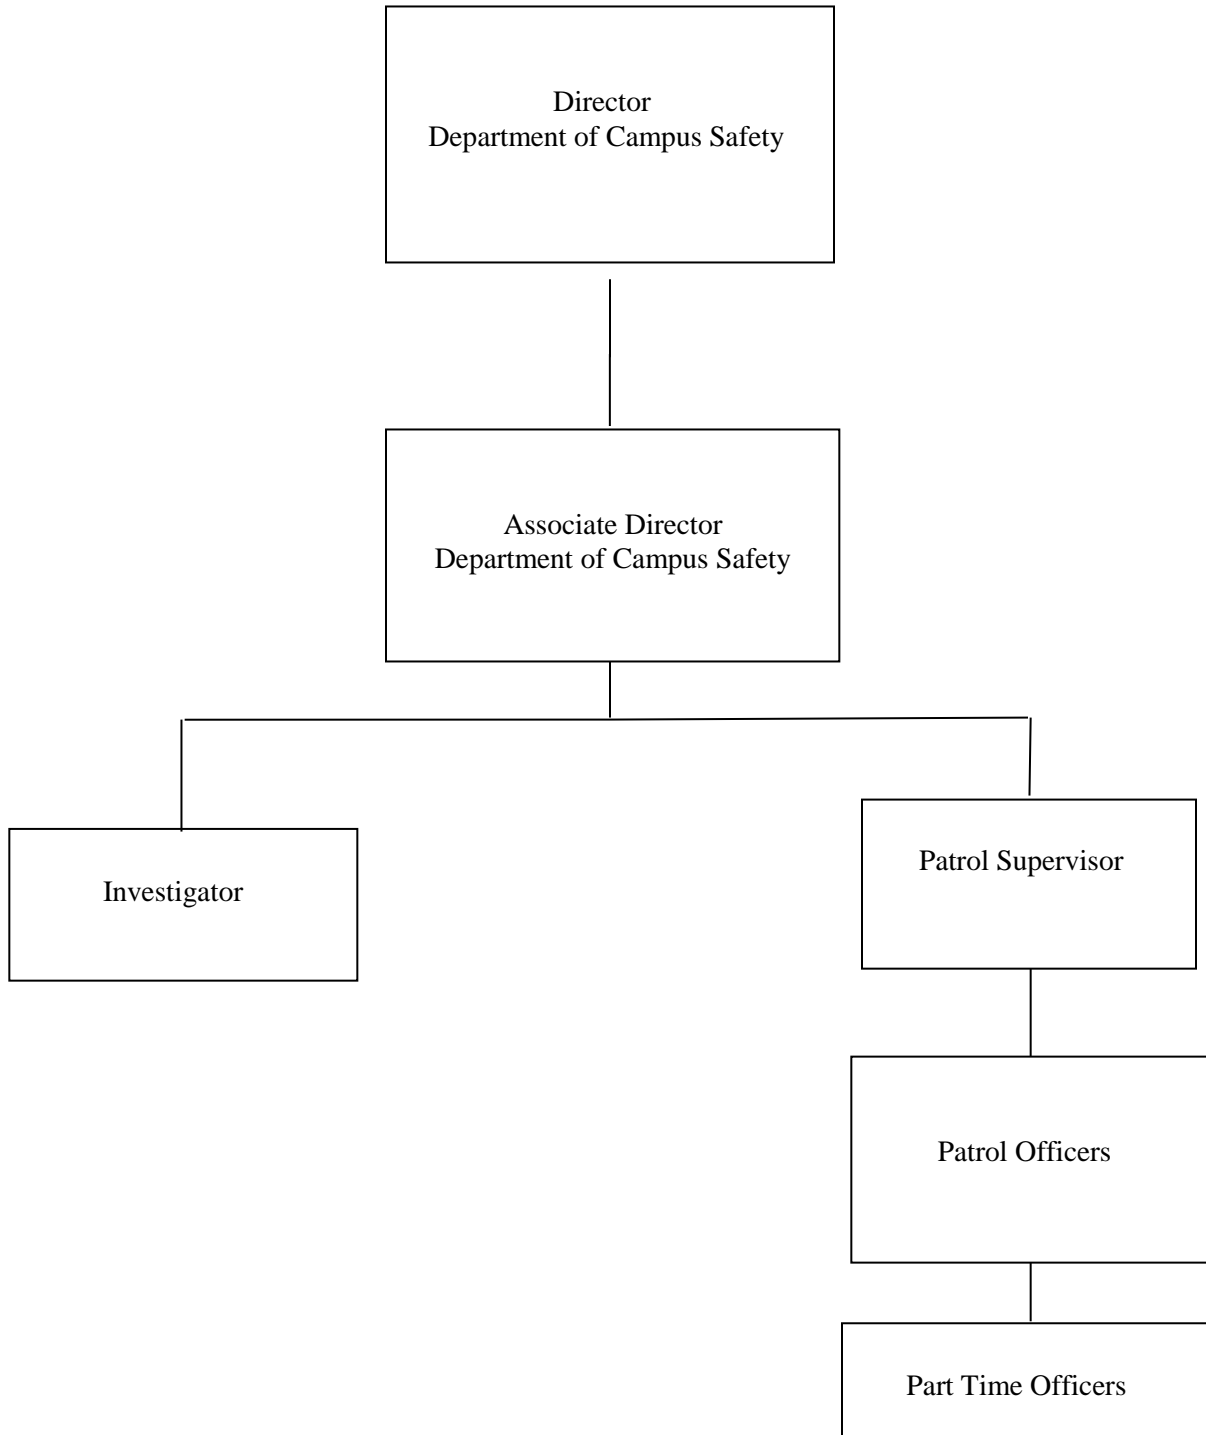 Director
Department of Campus Safety
Associate Director
Department of Campus Safety
Investigator
Patrol Supervisor
Patrol Officers
Part Time Officers